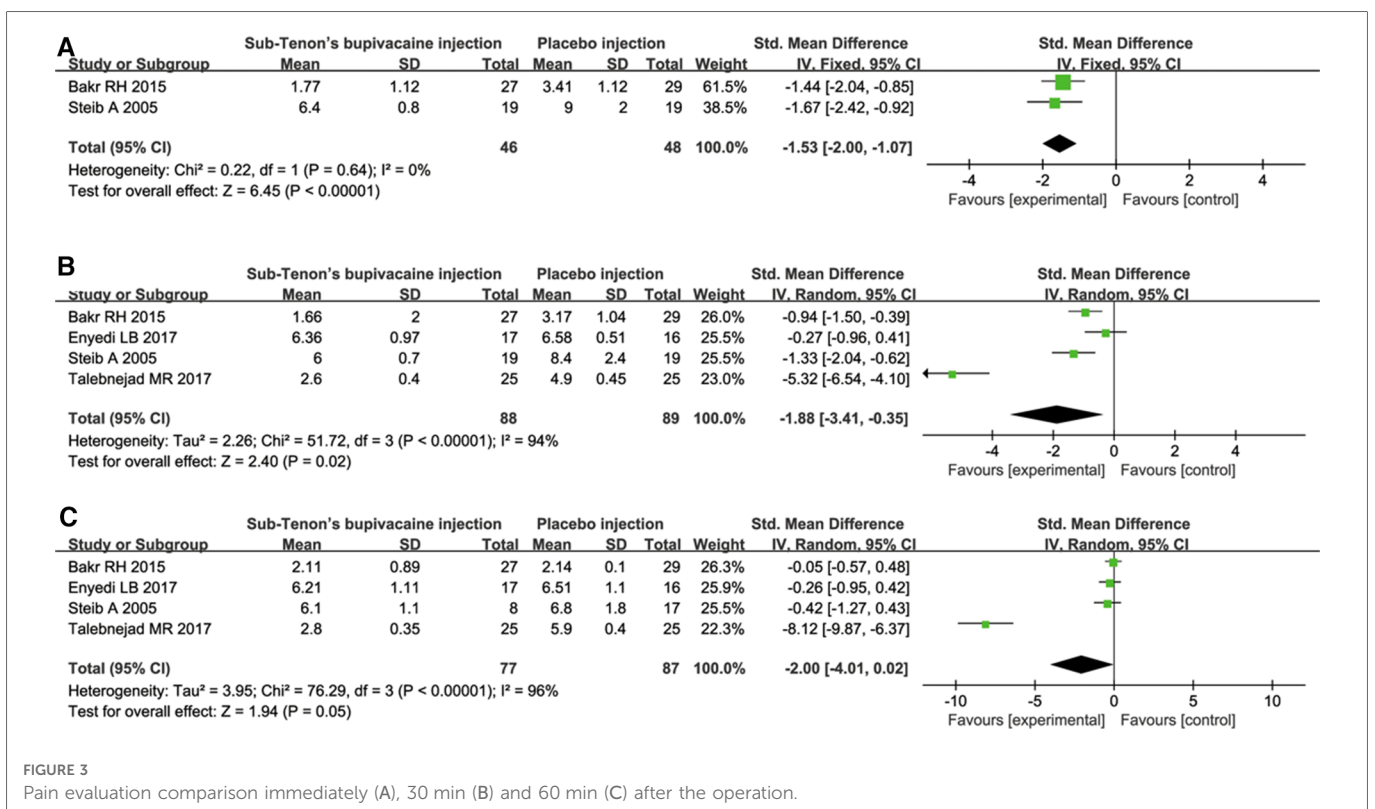 A
Sub-Tenon's bupivacaine injection Placebo injection Std. Mean Difference Std. Mean Difference
Study or Subgroup Mean SD Total Mean SD Total Weight IV, Fixed, 95% CI IV, Fixed, 95% CI
Bakr RH 2015 1.77 1.12 27 3.41 1.12 29 61.5% -1.44 [-2.04, -0.85]
Steib A 2005 6.4 0.8 19 9 2 19 38.5% -1.67 [-2.42, -0.92]
Total (95% CI) 46 48 100.0% -1.53 [-2.00, -1.07]
Heterogeneity: Chi² = 0.22, df = 1 (P = 0.64); I² = 0%
Test for overall effect: Z = 6.45 (P < 0.00001)
-4 -2 0 2 4
Favours [experimental] Favours [control]
B
Sub-Tenon's bupivacaine injection Placebo injection Std. Mean Difference Std. Mean Difference
Study or Subgroup Mean SD Total Mean SD Total Weight IV, Random, 95% CI IV, Random, 95% CI
Bakr RH 2015 1.66 2 27 3.17 1.04 29 26.0% -0.94 [-1.50, -0.39]
Enyedi LB 2017 6.36 0.97 17 6.58 0.51 16 25.5% -0.27 [-0.96, 0.41]
Steib A 2005 6 0.7 19 8.4 2.4 19 25.5% -1.33 [-2.04, -0.62]
Talebnejad MR 2017 2.6 0.4 25 4.9 0.45 25 23.0% -5.32 [-6.54, -4.10]
Total (95% CI) 88 89 100.0% -1.88 [-3.41, -0.35]
Heterogeneity: Tau² = 2.26; Chi² = 51.72, df = 3 (P < 0.00001); I² = 94%
Test for overall effect: Z = 2.40 (P = 0.02)
-4 -2 0 2 4
Favours [experimental] Favours [control]
C
Sub-Tenon's bupivacaine injection Placebo injection Std. Mean Difference Std. Mean Difference
Study or Subgroup Mean SD Total Mean SD Total Weight IV, Random, 95% CI IV, Random, 95% CI
Bakr RH 2015 2.11 0.89 27 2.14 0.1 29 26.3% -0.05 [-0.57, 0.48]
Enyedi LB 2017 6.21 1.11 17 6.51 1.1 16 25.9% -0.26 [-0.95, 0.42]
Steib A 2005 6.1 1.1 8 6.8 1.8 17 25.5% -0.42 [-1.27, 0.43]
Talebnejad MR 2017 2.8 0.35 25 5.9 0.4 25 22.3% -8.12 [-9.87, -6.37]
Total (95% CI) 77 87 100.0% -2.00 [-4.01, 0.02]
Heterogeneity: Tau² = 3.95; Chi² = 76.29, df = 3 (P < 0.00001); I² = 96%
Test for overall effect: Z = 1.94 (P = 0.05)
-10 -5 0 5 10
Favours [experimental] Favours [control]
FIGURE 3
Pain evaluation comparison immediately (A), 30 min (B) and 60 min (C) after the operation.